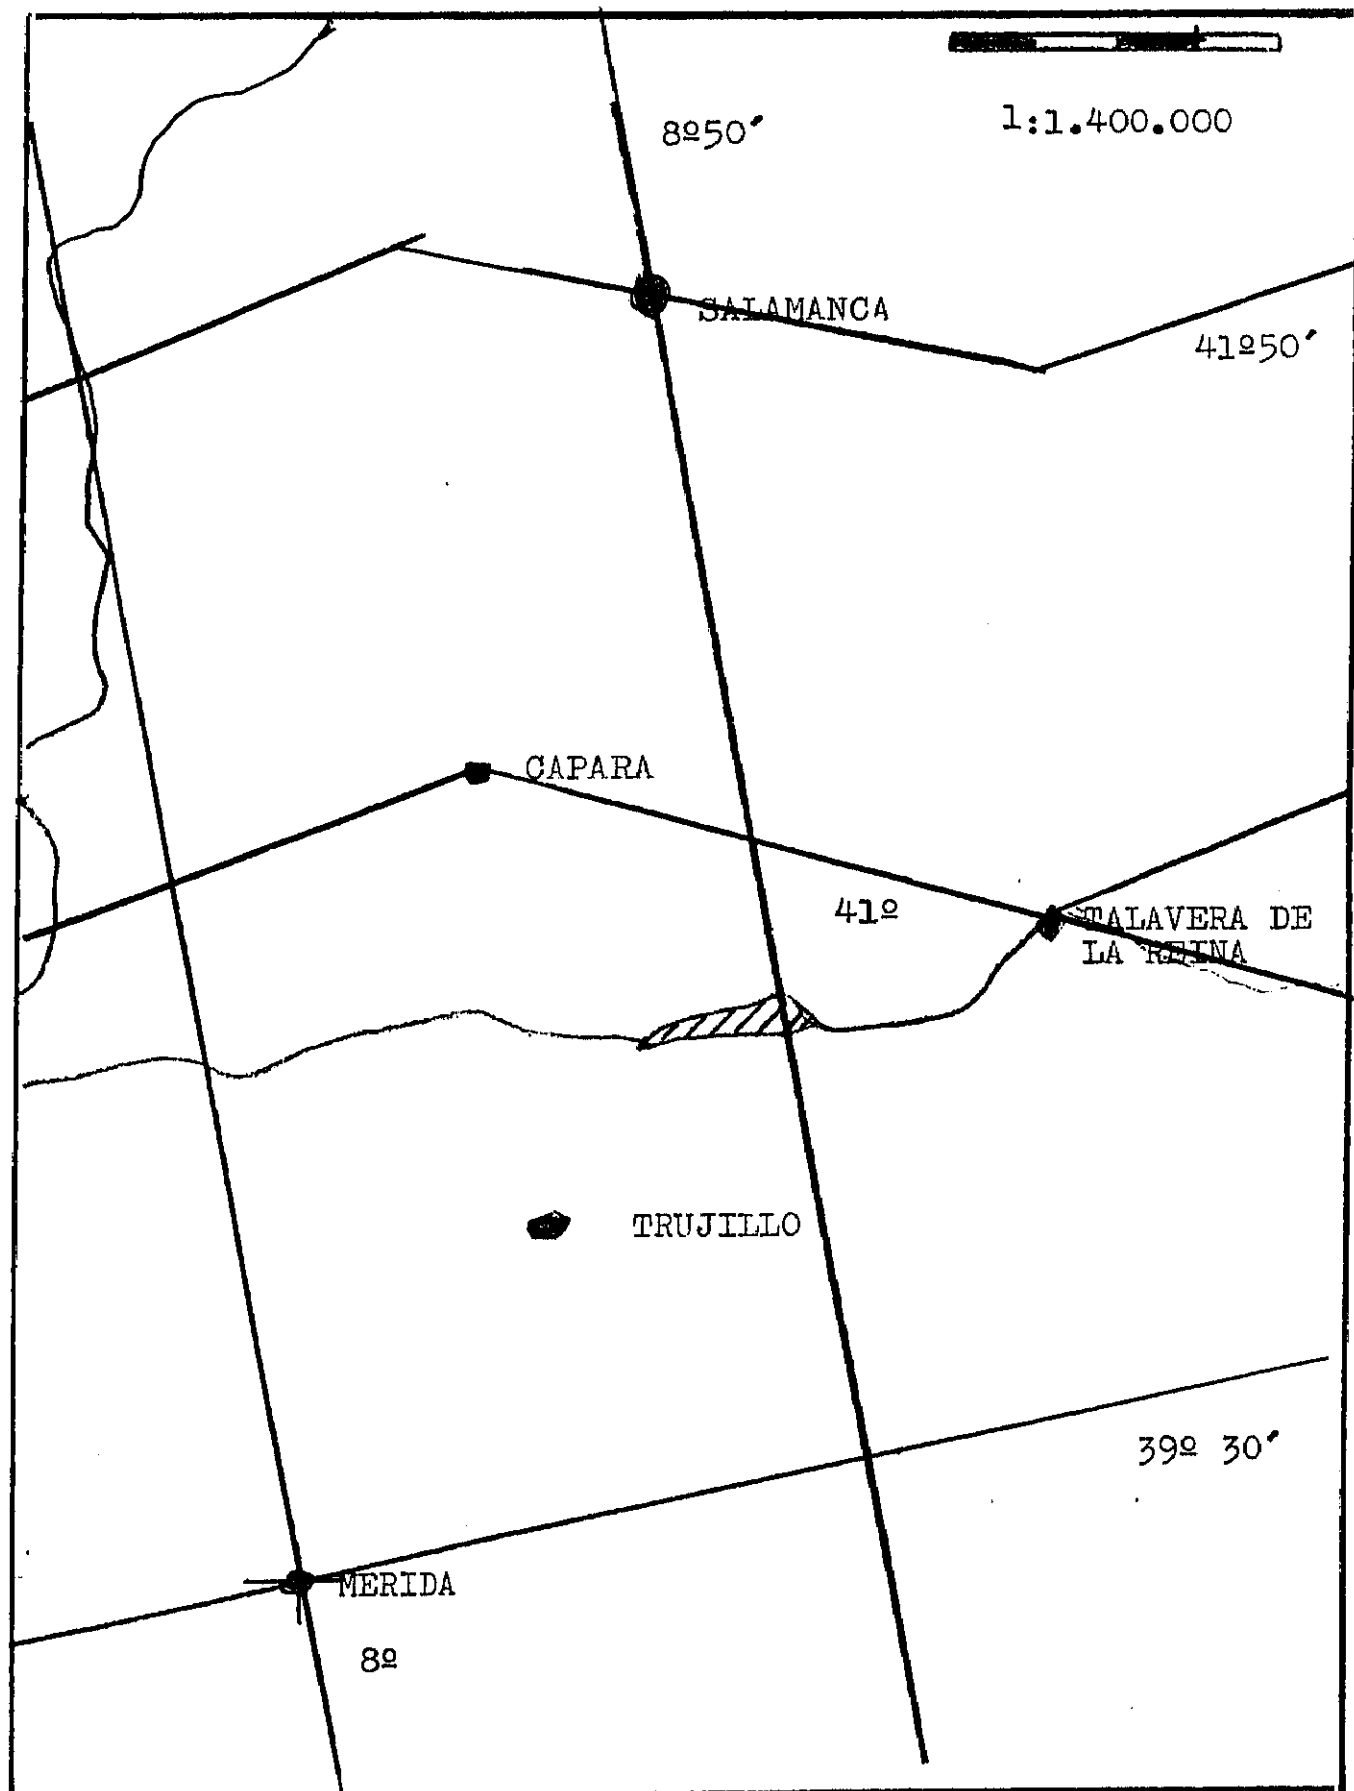 1:1.400.000
8º50´
SALAMANCA
41º50´
CAPARA
41º
TALAVERA DE
LA REINA
TRUJILLO
39º 30´
MERIDA
8º